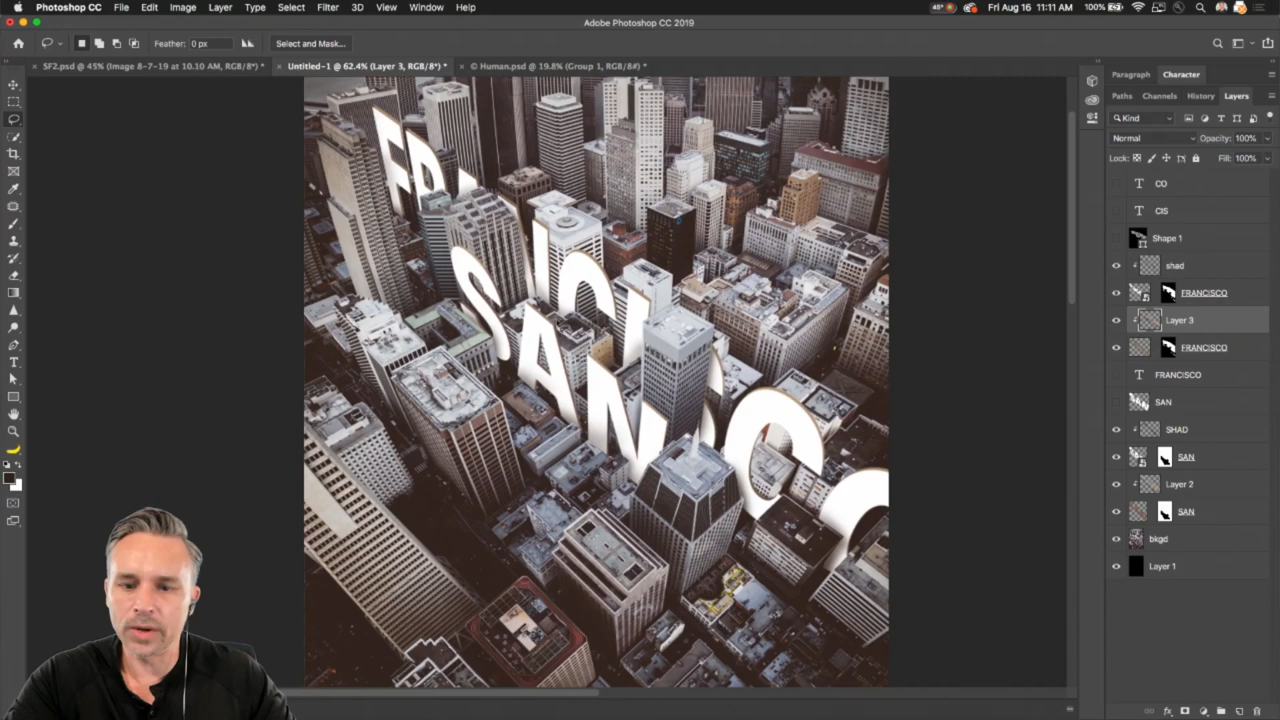 Photoshop CC File Edit Image Layer Type Select Filter 3D View Window Help
45° Fri Aug 16 11:11 AM 100%
Adobe Photoshop CC 2019
Feather: 0 px Select and Mask...
× SF2.psd @ 45% (Image 8-7-19 at 10.10 AM, RGB/8*) *
× Untitled-1 @ 62.4% (Layer 3, RGB/8*) *
× © Human.psd @ 19.8% (Group 1, RGB/8#) *
Paragraph Character
Paths Channels History Layers
Kind
Normal Opacity: 100%
Lock: Fill: 100%
T CO
T CIS
Shape 1
shad
FRANCISCO
Layer 3
FRANCISCO
T FRANCISCO
SAN
SHAD
SAN
Layer 2
SAN
bkgd
Layer 1
SAN